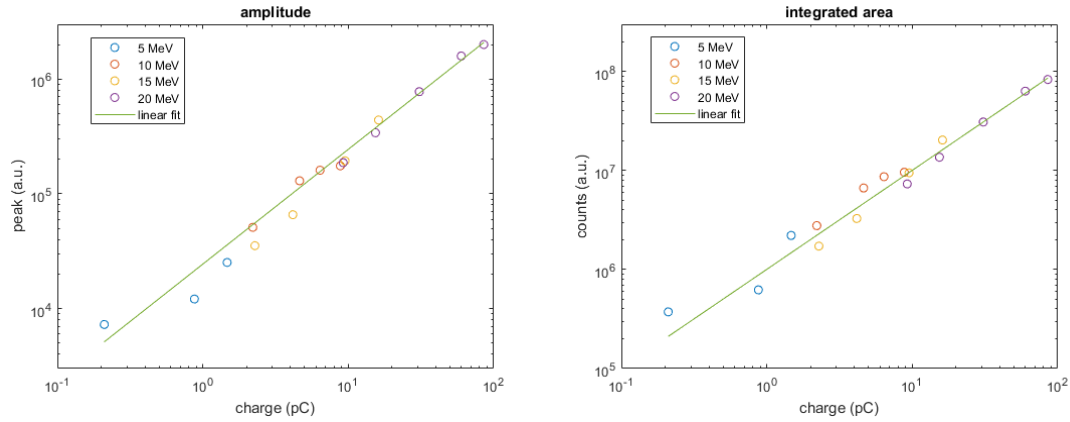 amplitude
5 MeV
10 MeV
15 MeV
20 MeV
linear fit
10^6
10^5
10^4
peak (a.u.)
10^-1 10^0 10^1 10^2
charge (pC)
integrated area
5 MeV
10 MeV
15 MeV
20 MeV
linear fit
10^8
10^7
10^6
10^5
counts (a.u.)
10^-1 10^0 10^1 10^2
charge (pC)